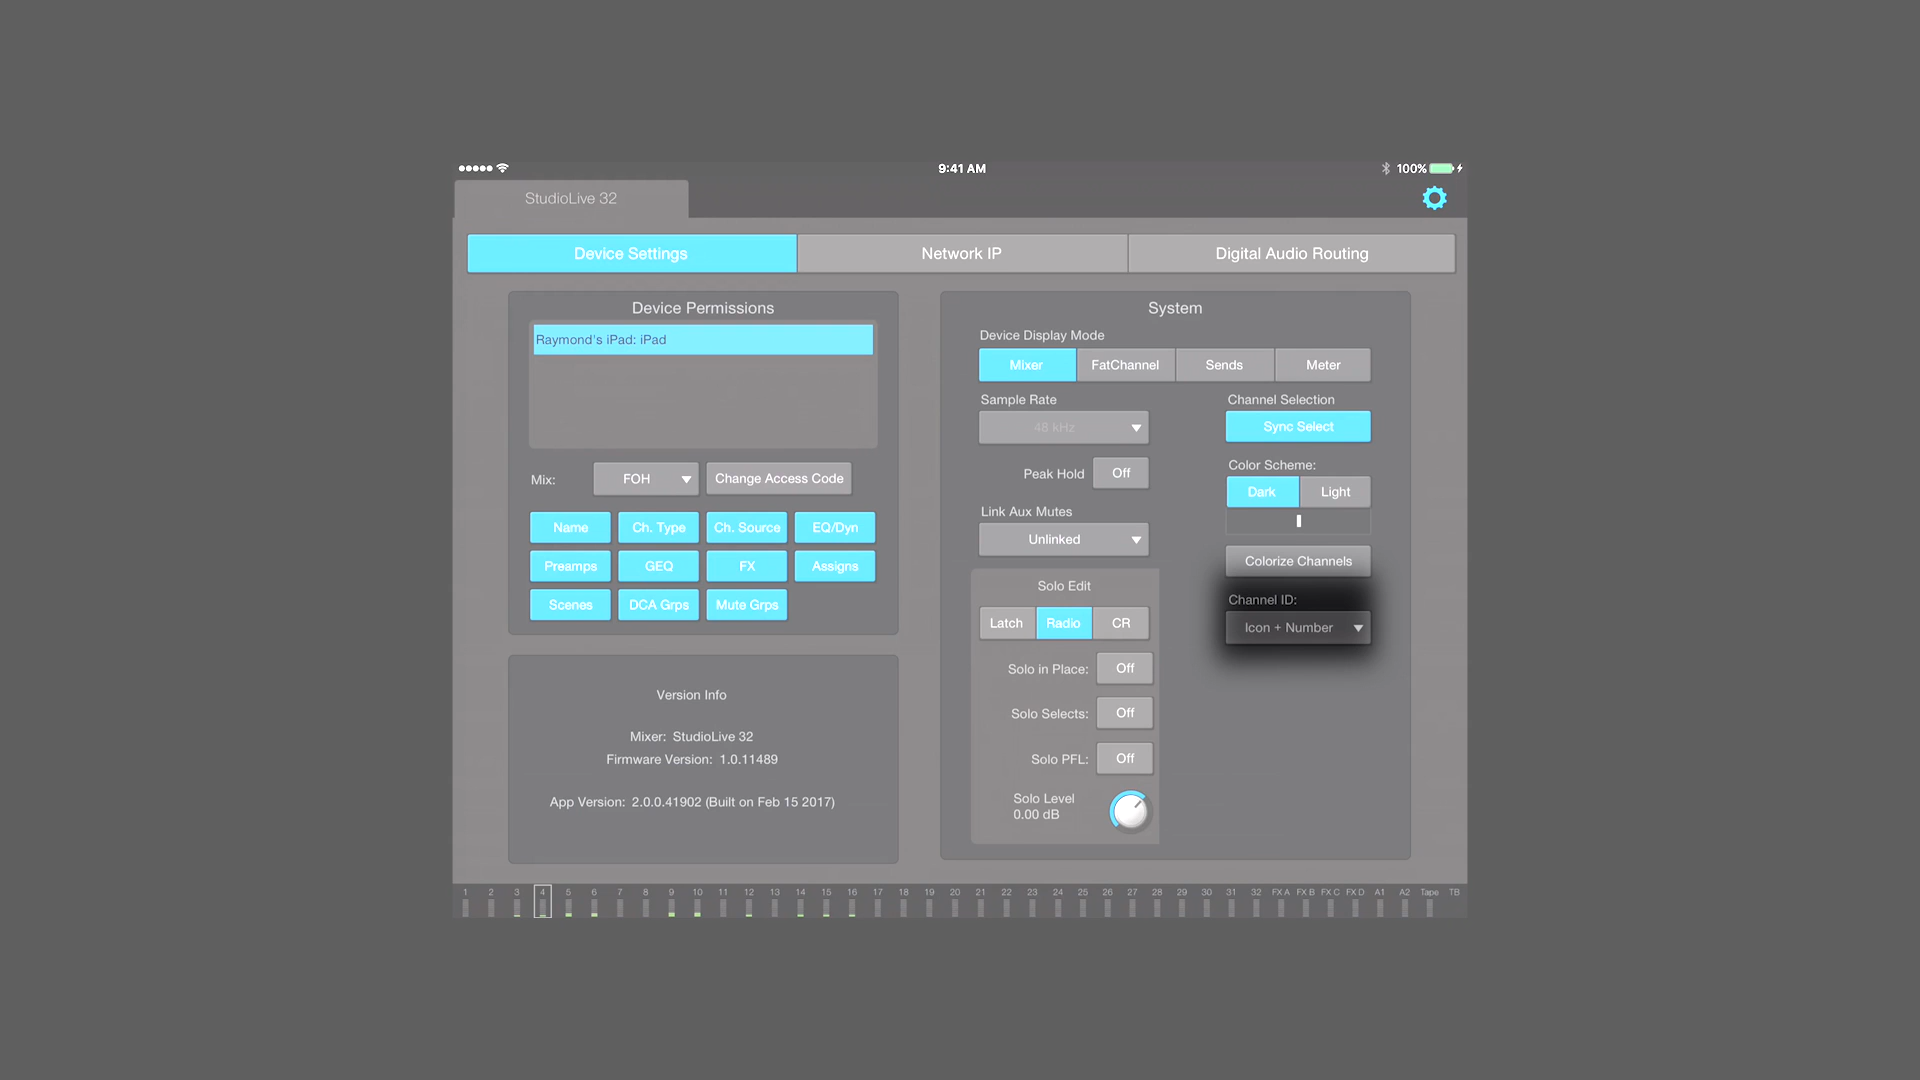 9:41 AM
100%
StudioLive 32
Device Settings
Network IP
Digital Audio Routing
Device Permissions
Raymond's iPad: iPad
Mix:
FOH
Change Access Code
Name
Ch. Type
Ch. Source
EQ/Dyn
Preamps
GEQ
FX
Assigns
Scenes
DCA Grps
Mute Grps
Version Info
Mixer: StudioLive 32
Firmware Version: 1.0.11489
App Version: 2.0.0.41902 (Built on Feb 15 2017)
System
Device Display Mode
Mixer
FatChannel
Sends
Meter
Sample Rate
48 kHz
Peak Hold
Off
Link Aux Mutes
Unlinked
Solo Edit
Latch
Radio
CR
Solo in Place:
Off
Solo Selects:
Off
Solo PFL:
Off
Solo Level
0.00 dB
Channel Selection
Sync Select
Color Scheme:
Dark
Light
Colorize Channels
Channel ID:
Icon + Number
1 2 3 4 5 6 7 8 9 10 11 12 13 14 15 16 17 18 19 20 21 22 23 24 25 26 27 28 29 30 31 32 FX A FX B FX C FX D A1 A2 Tape TB